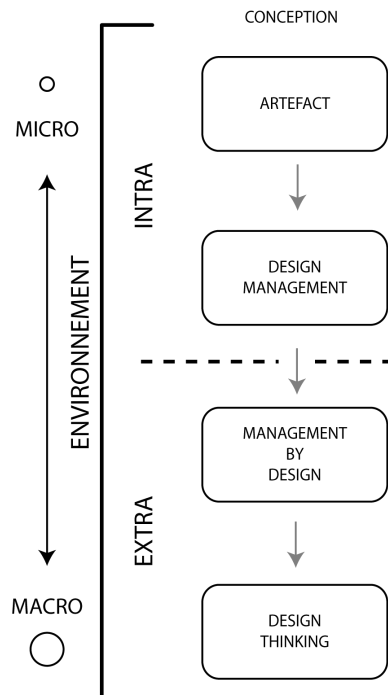 CONCEPTION
MICRO
MACRO
ENVIRONNEMENT
INTRA
EXTRA
ARTEFACT
DESIGN
MANAGEMENT
MANAGEMENT
BY
DESIGN
DESIGN
THINKING